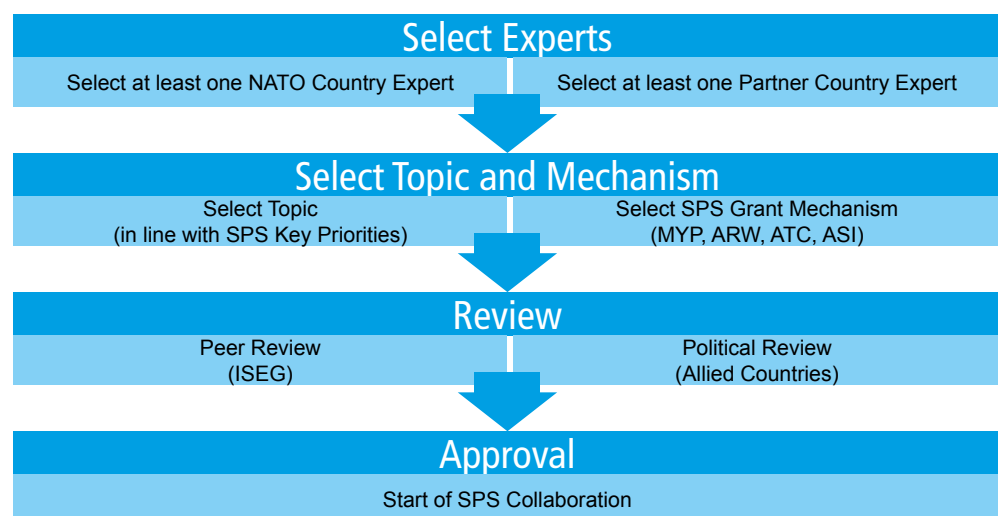 Select Experts
Select at least one NATO Country Expert
Select at least one Partner Country Expert
Select Topic and Mechanism
Select Topic
(in line with SPS Key Priorities)
Select SPS Grant Mechanism
(MYP, ARW, ATC, ASI)
Review
Peer Review
(ISEG)
Political Review
(Allied Countries)
Approval
Start of SPS Collaboration